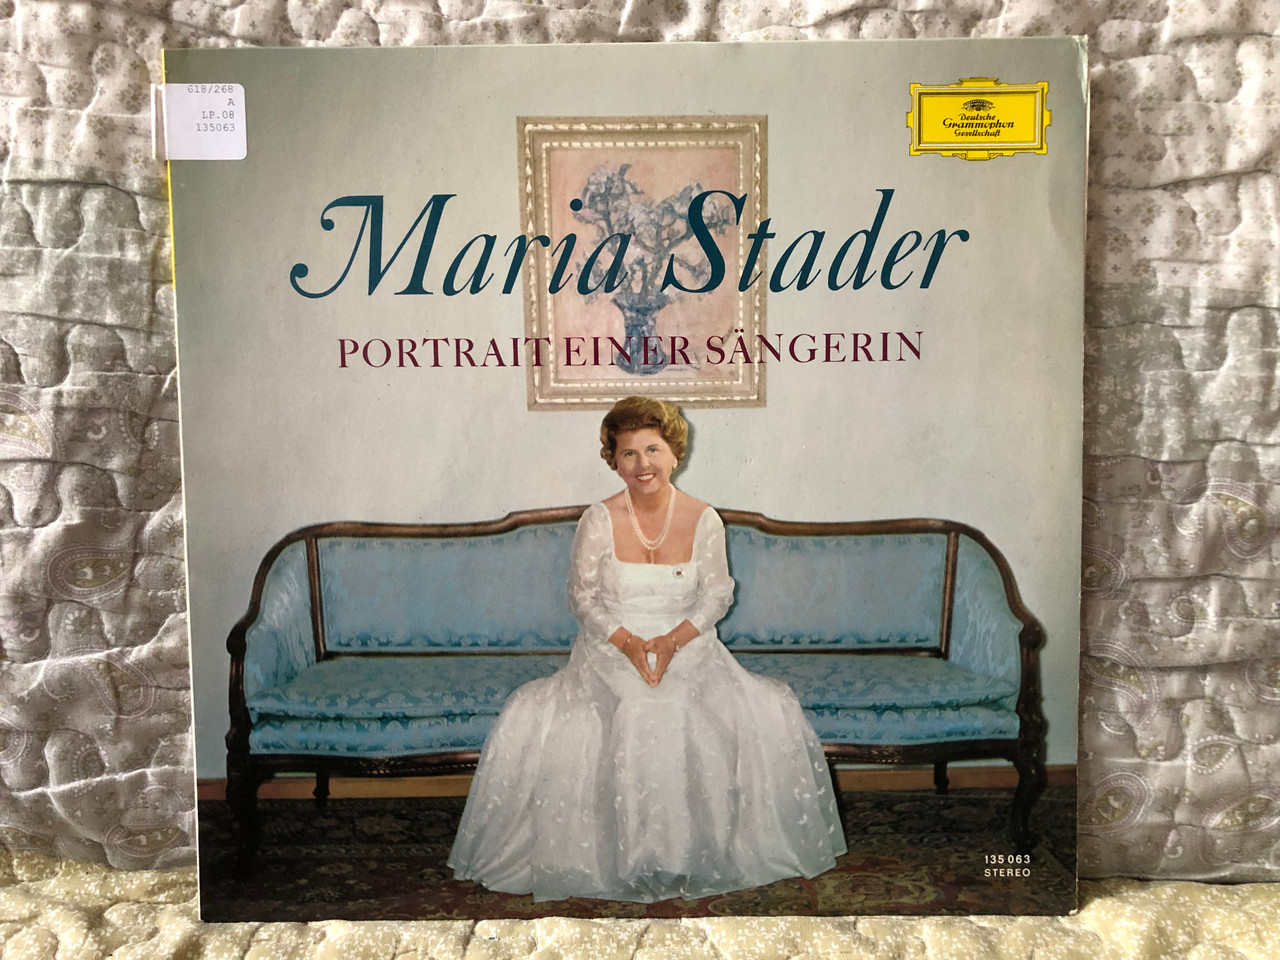 618/268
A
LP.08
135063
Deutsche
Grammophon
Gesellschaft
Maria Stader
PORTRAIT EINER SÄNGERIN
135 063
STEREO